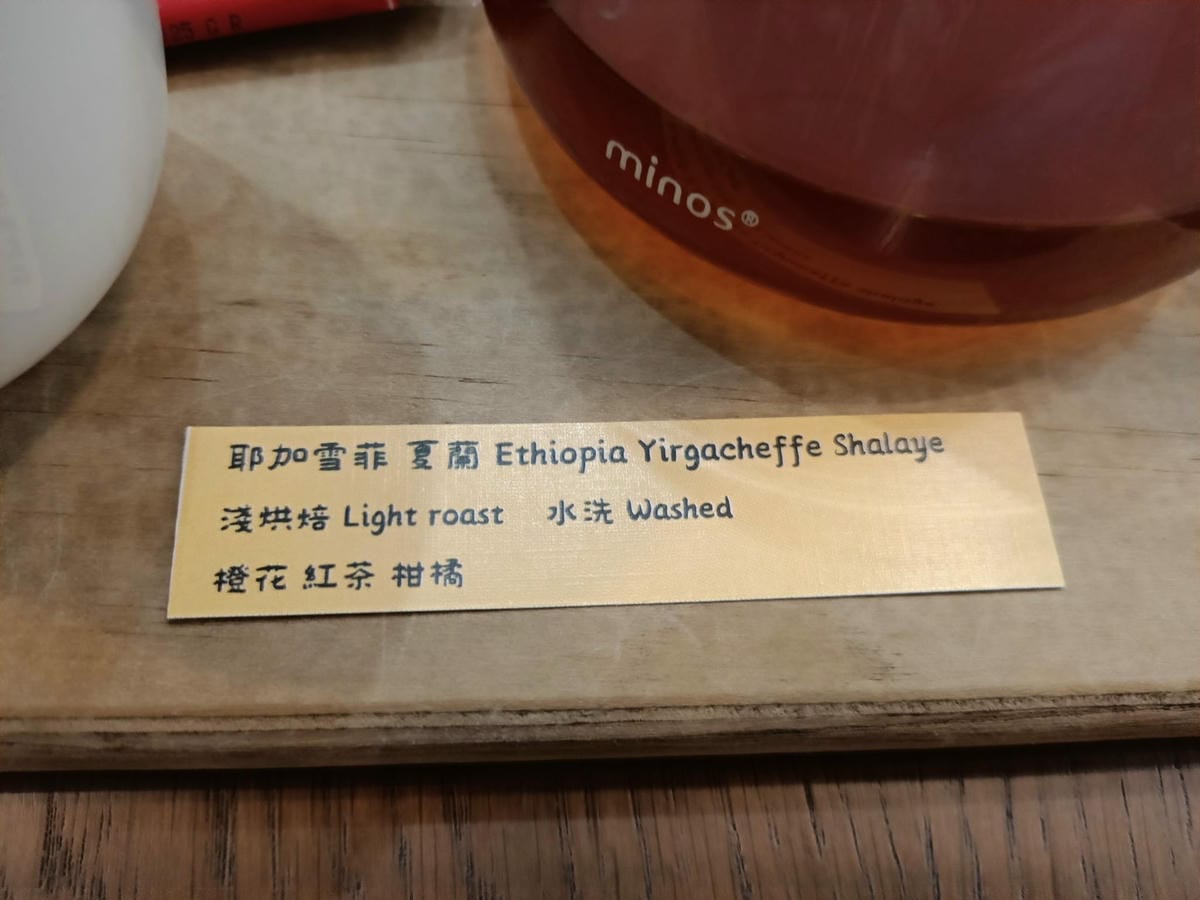 25 G R
minos®
耶加雪菲 夏蘭 Ethiopia Yirgacheffe Shalaye
淺烘焙 Light roast 水洗 Washed
橙花 紅茶 柑橘